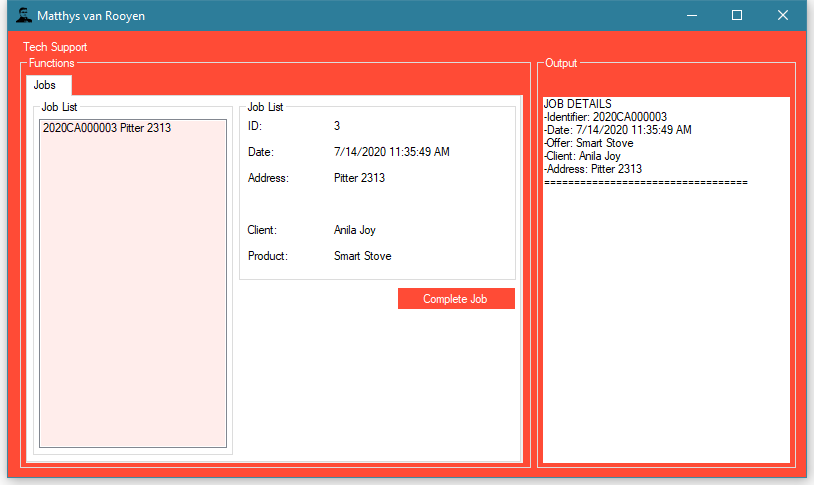 Matthys van Rooyen
Tech Support
Functions
Jobs
Job List
2020CA000003 Pitter 2313
Job List
ID: 3
Date: 7/14/2020 11:35:49 AM
Address: Pitter 2313
Client: Anila Joy
Product: Smart Stove
Complete Job
Output
JOB DETAILS
-Identifier: 2020CA000003
-Date: 7/14/2020 11:35:49 AM
-Offer: Smart Stove
-Client: Anila Joy
-Address: Pitter 2313
==================================